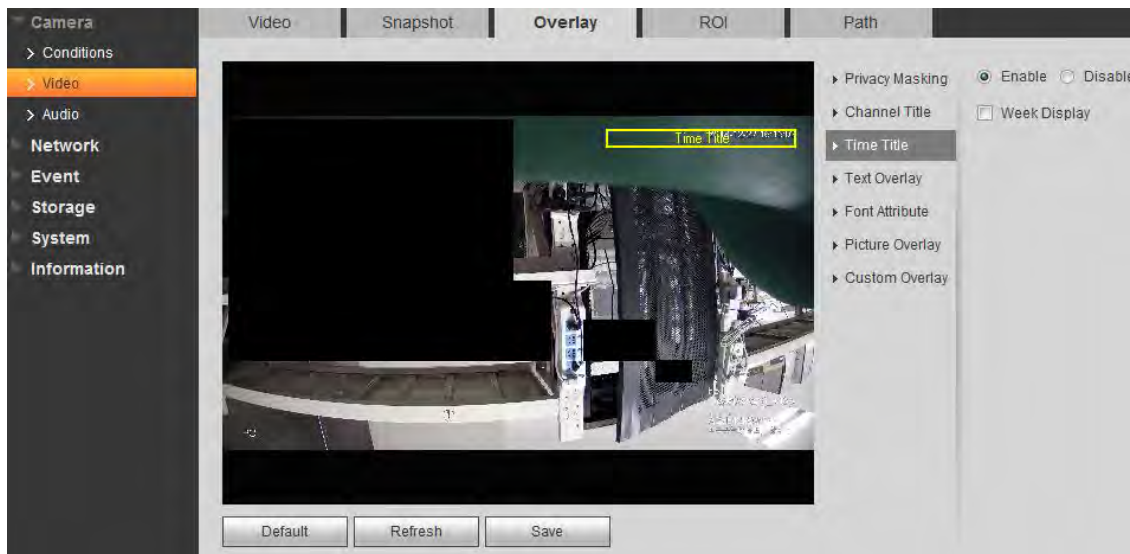 Camera
Conditions
Video
Audio
Network
Event
Storage
System
Information
Video
Snapshot
Overlay
ROI
Path
Time Title
Privacy Masking
Channel Title
Time Title
Text Overlay
Font Attribute
Picture Overlay
Custom Overlay
Enable
Disable
Week Display
Default
Refresh
Save